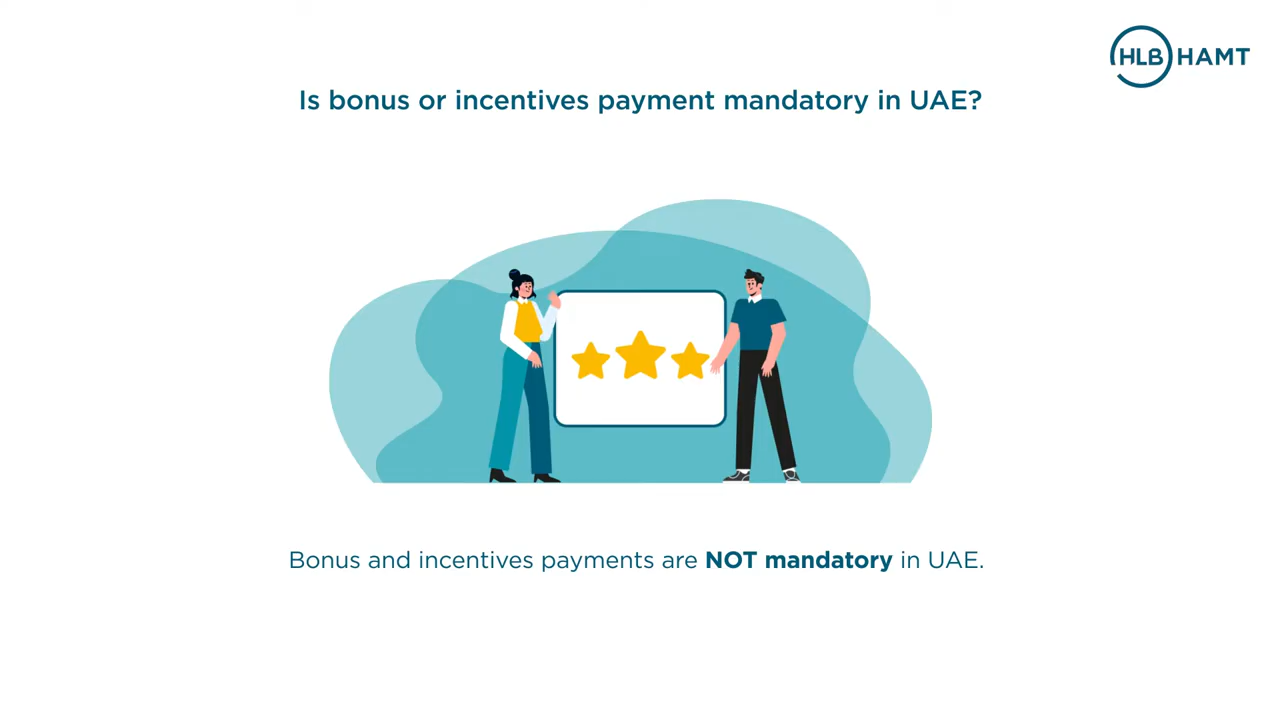 HLB HAMT
Is bonus or incentives payment mandatory in UAE?
Bonus and incentives payments are NOT mandatory in UAE.